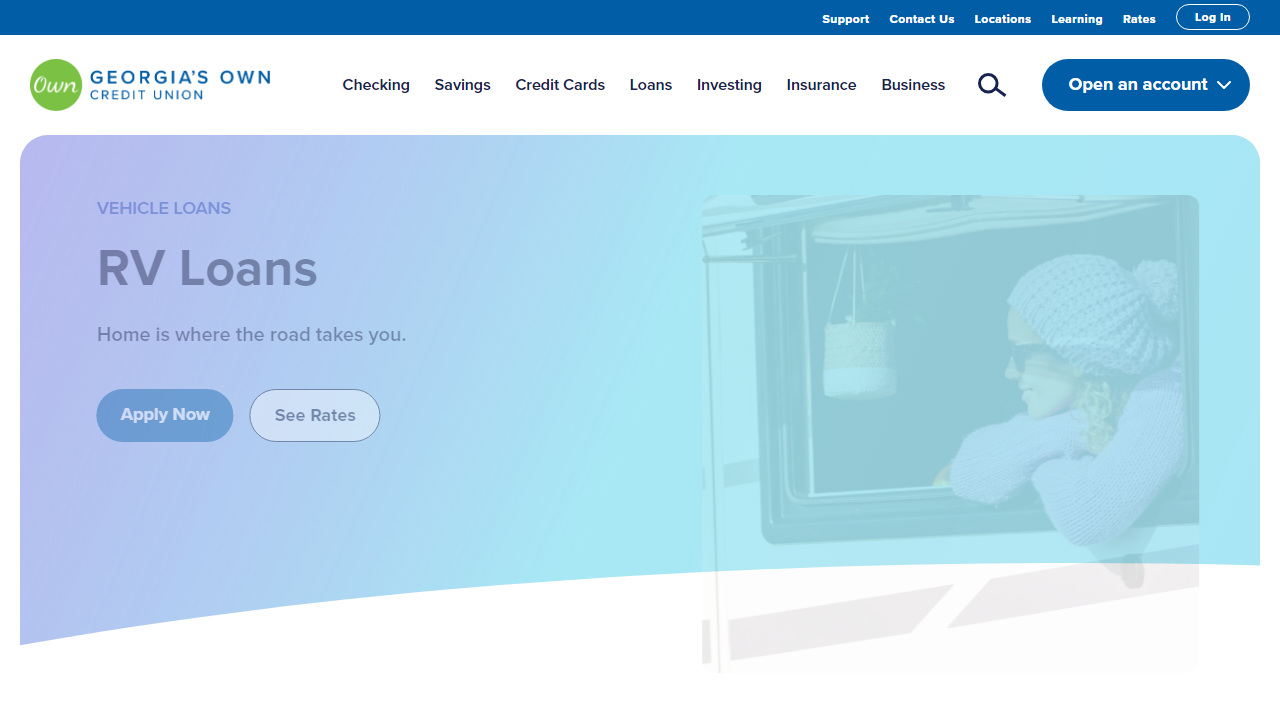 Support Contact Us Locations Learning Rates Log In
Own GEORGIA'S OWN
CREDIT UNION
Checking Savings Credit Cards Loans Investing Insurance Business Open an account
VEHICLE LOANS
RV Loans
Home is where the road takes you.
Apply Now See Rates